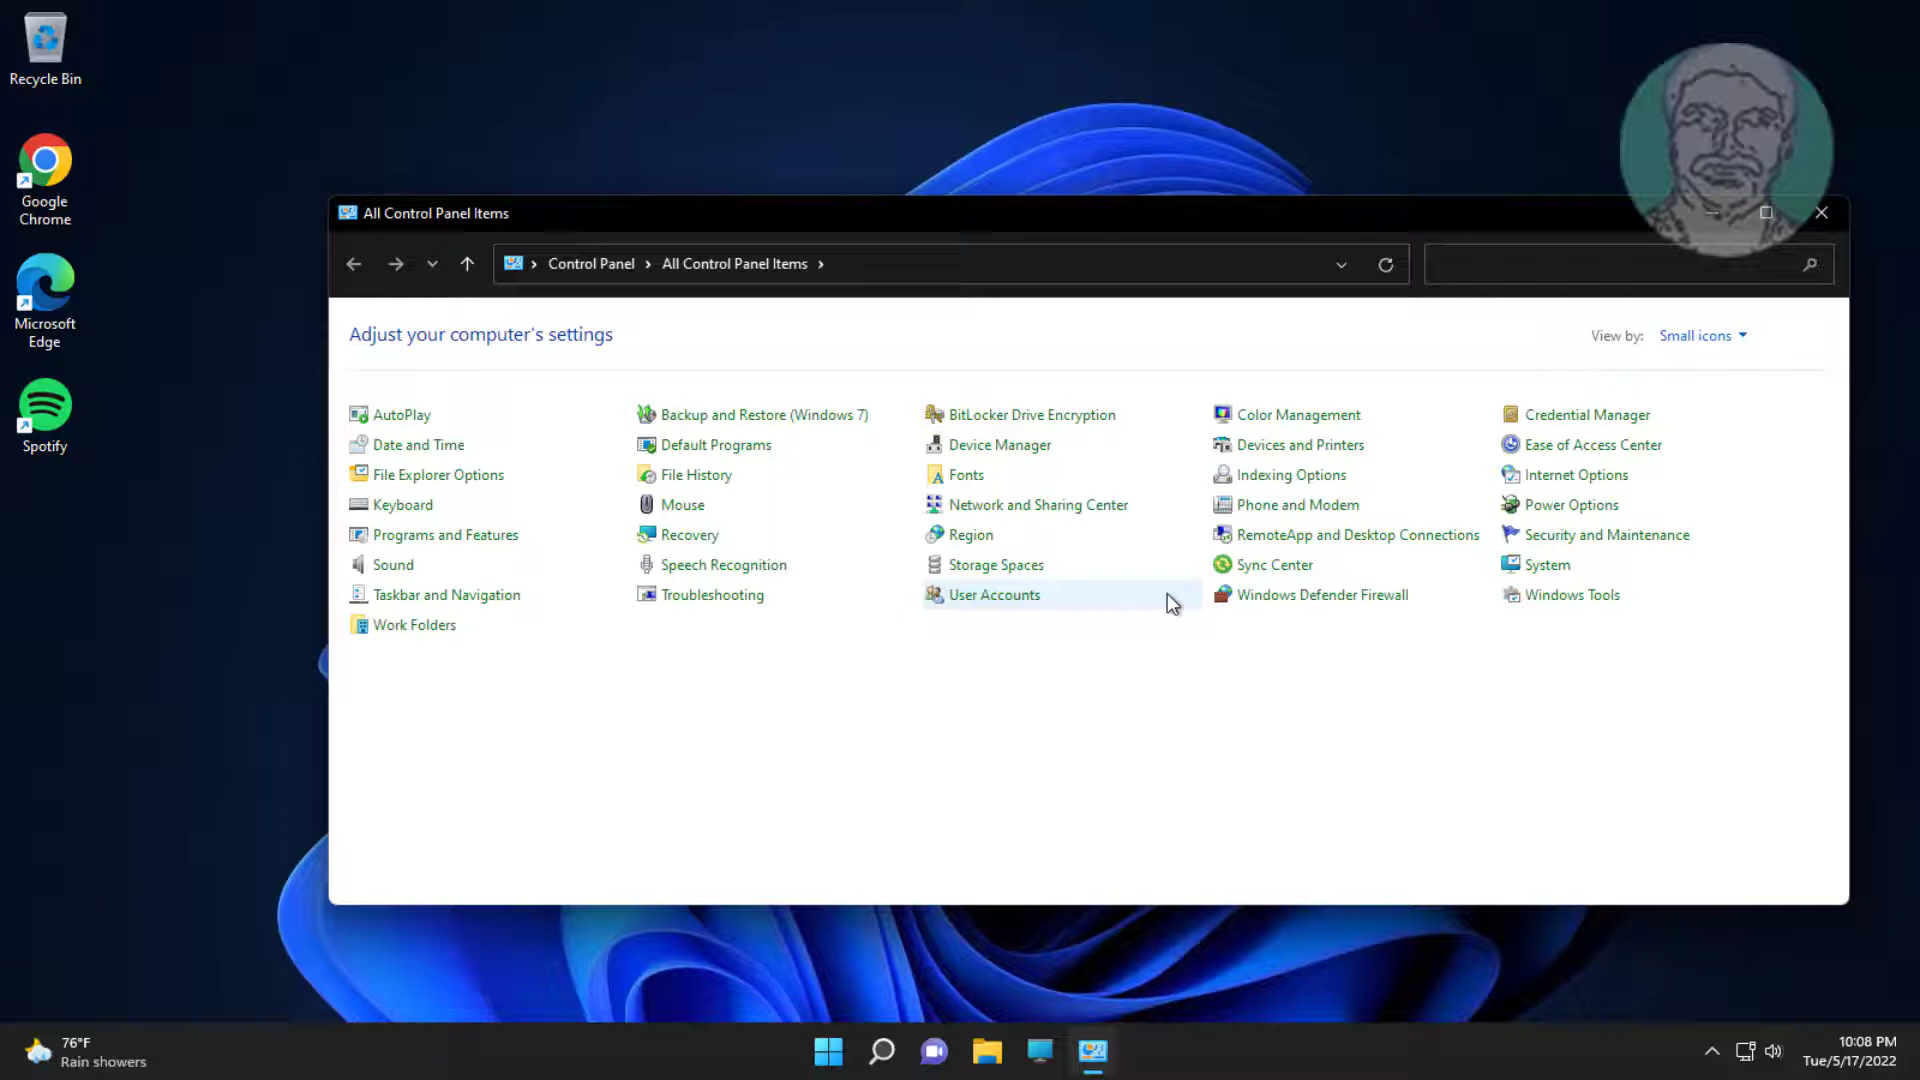 Recycle Bin
Google
Chrome
Microsoft
Edge
Spotify
All Control Panel Items
Control Panel All Control Panel Items
Adjust your computer's settings
View by: Small icons
AutoPlay Backup and Restore (Windows 7) BitLocker Drive Encryption Color Management Credential Manager
Date and Time Default Programs Device Manager Devices and Printers Ease of Access Center
File Explorer Options File History Fonts Indexing Options Internet Options
Keyboard Mouse Network and Sharing Center Phone and Modem Power Options
Programs and Features Recovery Region RemoteApp and Desktop Connections Security and Maintenance
Sound Speech Recognition Storage Spaces Sync Center System
Taskbar and Navigation Troubleshooting User Accounts Windows Defender Firewall Windows Tools
Work Folders
76°F
Rain showers
10:08 PM
Tue/5/17/2022